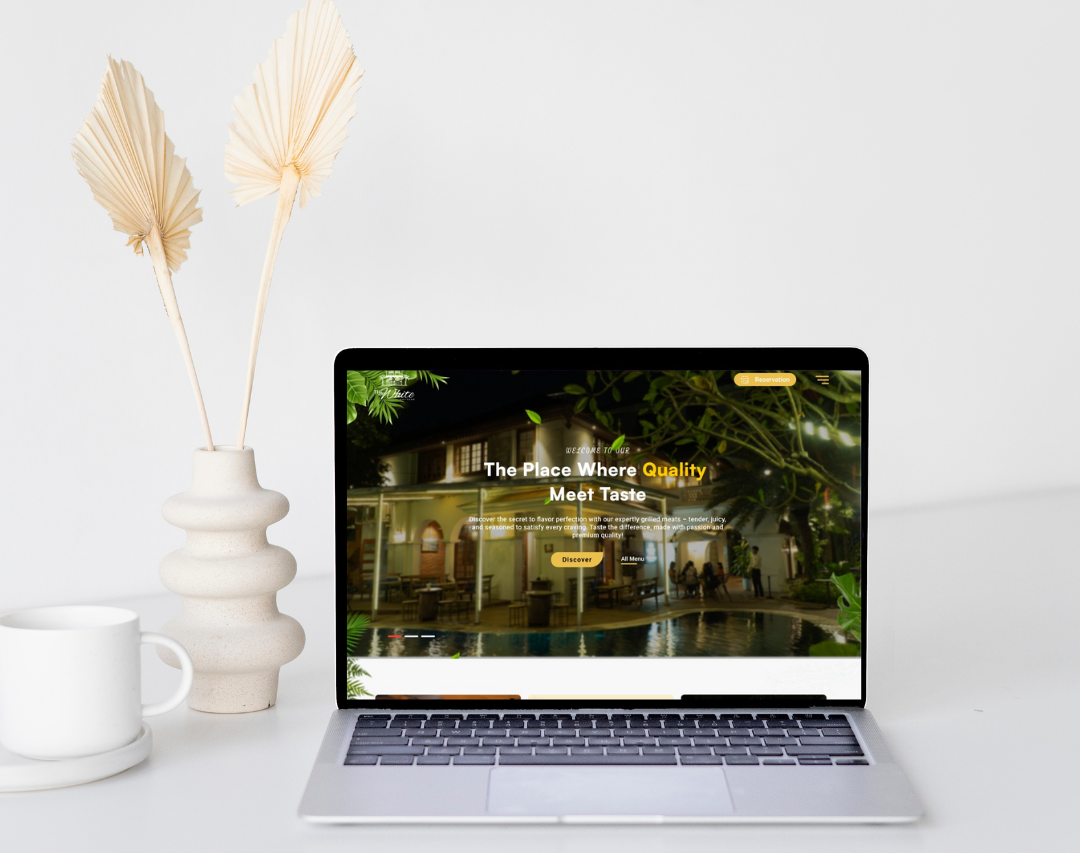 The White
Reservation
WELCOME TO OUR
The Place Where Quality
Meet Taste
Discover the secret to flavor perfection with our expertly grilled meats – tender, juicy,
and seasoned to satisfy every craving. Taste the difference, made with passion and
premium quality!
Discover
All Menu